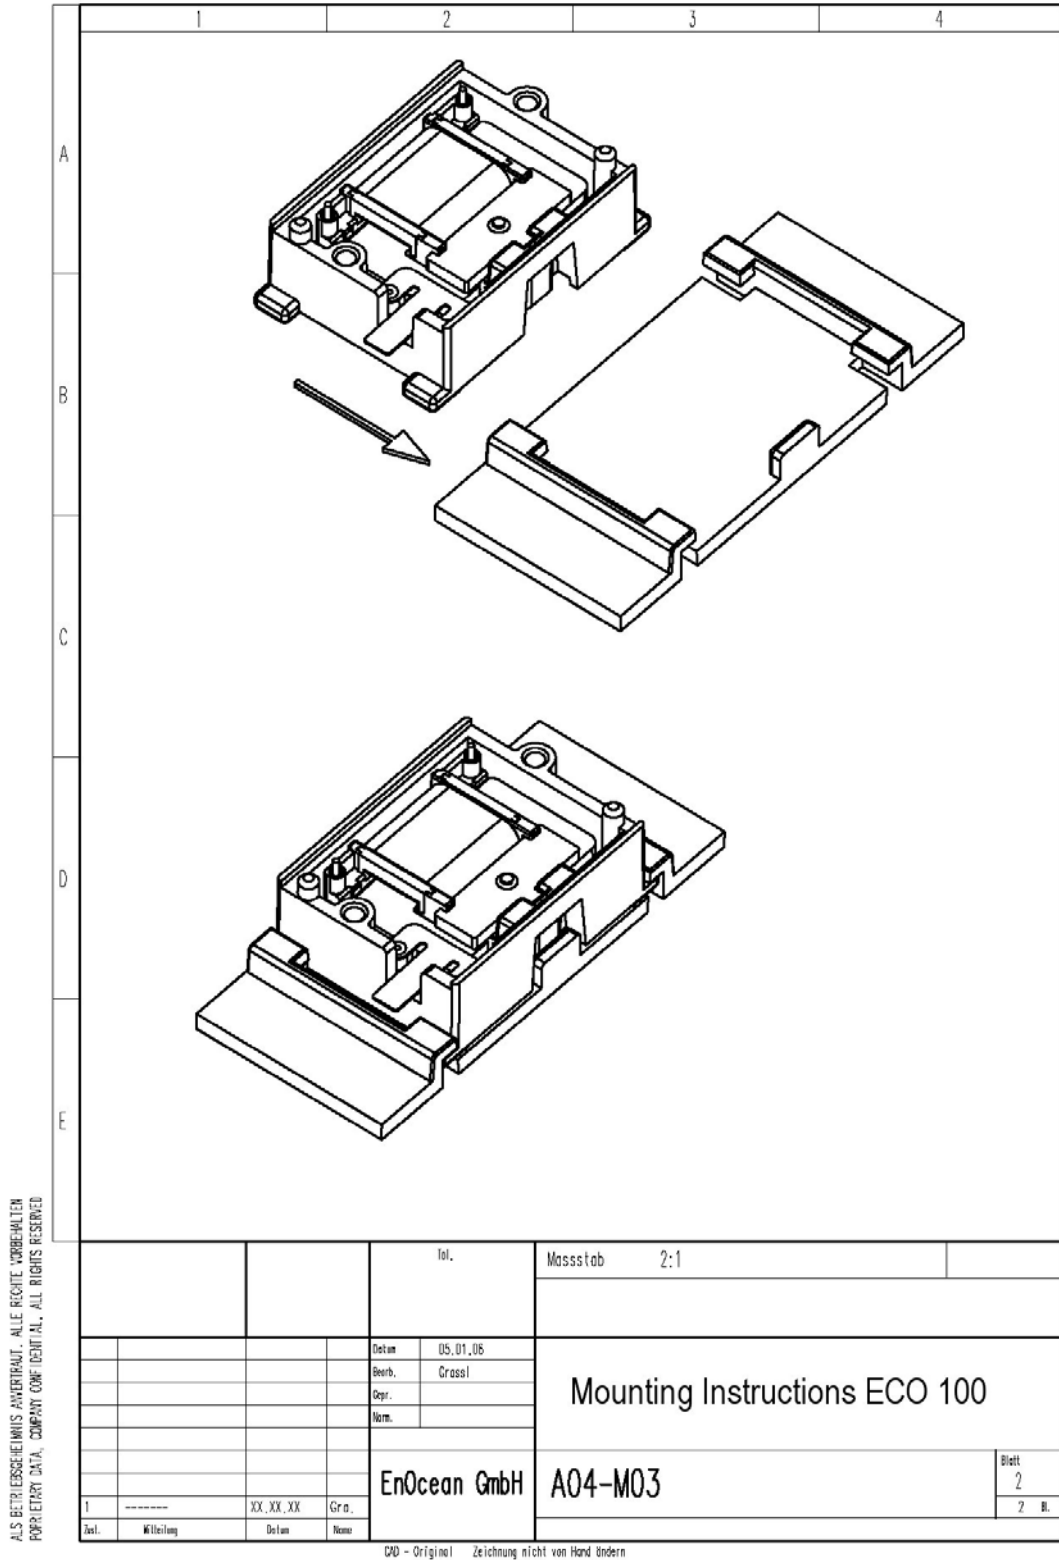 1 2 3 4
A
B
C
D
E
ALS BETRIEBSGEHEIMNIS ANVERTRAUT. ALLE RECHTE VORBEHALTEN
POPRIETARY DATA, COMPANY CONFIDENTIAL. ALL RIGHTS RESERVED
Tol.
Massstab 2:1
Datum 05.01.06
Bearb. Grassl
Gepr.
Norm.
Mounting Instructions ECO 100
EnOcean GmbH
A04-M03
Blatt
2
2 Bl.
1 ------- XX.XX.XX Gra.
Zust. Mitteilung Datum Name
CAD - Original Zeichnung nicht von Hand ändern